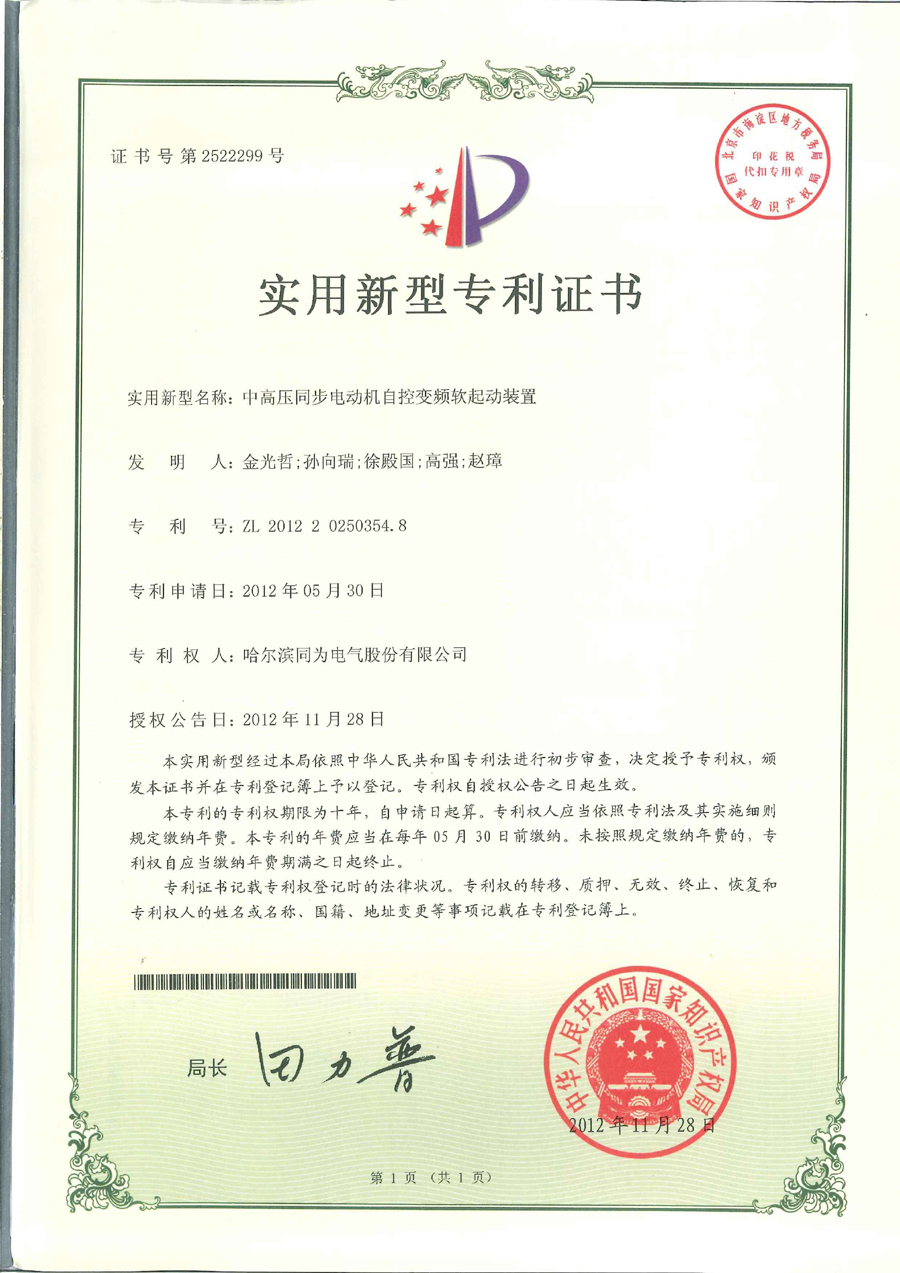 证书号第2522299号
北京市海淀区地方税务局
印花税
代扣专用章
国家知识产权局
实用新型专利证书
实用新型名称：中高压同步电动机自控变频软起动装置
发明人：金光哲;孙向瑞;徐殿国;高强;赵璋
专利号：ZL 2012 2 0250354.8
专利申请日：2012年05月30日
专利权人：哈尔滨同为电气股份有限公司
授权公告日：2012年11月28日
本实用新型经过本局依照中华人民共和国专利法进行初步审查，决定授予专利权，颁
发本证书并在专利登记簿上予以登记。专利权自授权公告之日起生效。
本专利的专利权期限为十年，自申请日起算。专利权人应当依照专利法及其实施细则
规定缴纳年费。本专利的年费应当在每年05月30日前缴纳。未按照规定缴纳年费的，专
利权自应当缴纳年费期满之日起终止。
专利证书记载专利权登记时的法律状况。专利权的转移、质押、无效、终止、恢复和
专利权人的姓名或名称、国籍、地址变更等事项记载在专利登记簿上。
局长 田力普
中华人民共和国国家知识产权局
2012年11月28日
第1页（共1页）